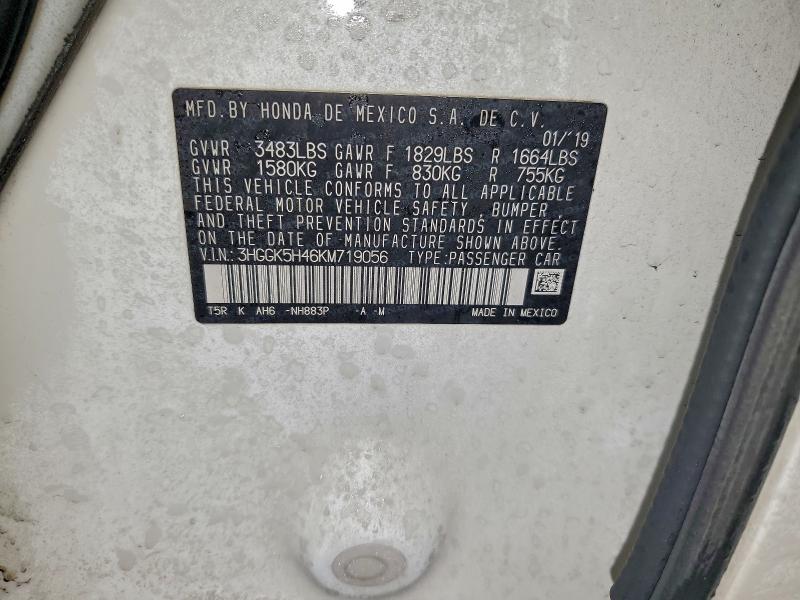 MFD. BY HONDA DE MEXICO S.A. DE C.V.
01/'19
GVWR 3483LBS GAWR F 1829LBS R 1664LBS
GVWR 1580KG GAWR F 830KG R 755KG
THIS VEHICLE CONFORMS TO ALL APPLICABLE
FEDERAL MOTOR VEHICLE SAFETY, BUMPER,
AND THEFT PREVENTION STANDARDS IN EFFECT
ON THE DATE OF MANUFACTURE SHOWN ABOVE.
V.I.N.: 3HGGK5H46KM719056 TYPE: PASSENGER CAR
T5R K AH6 -NH883P -A -M MADE IN MEXICO